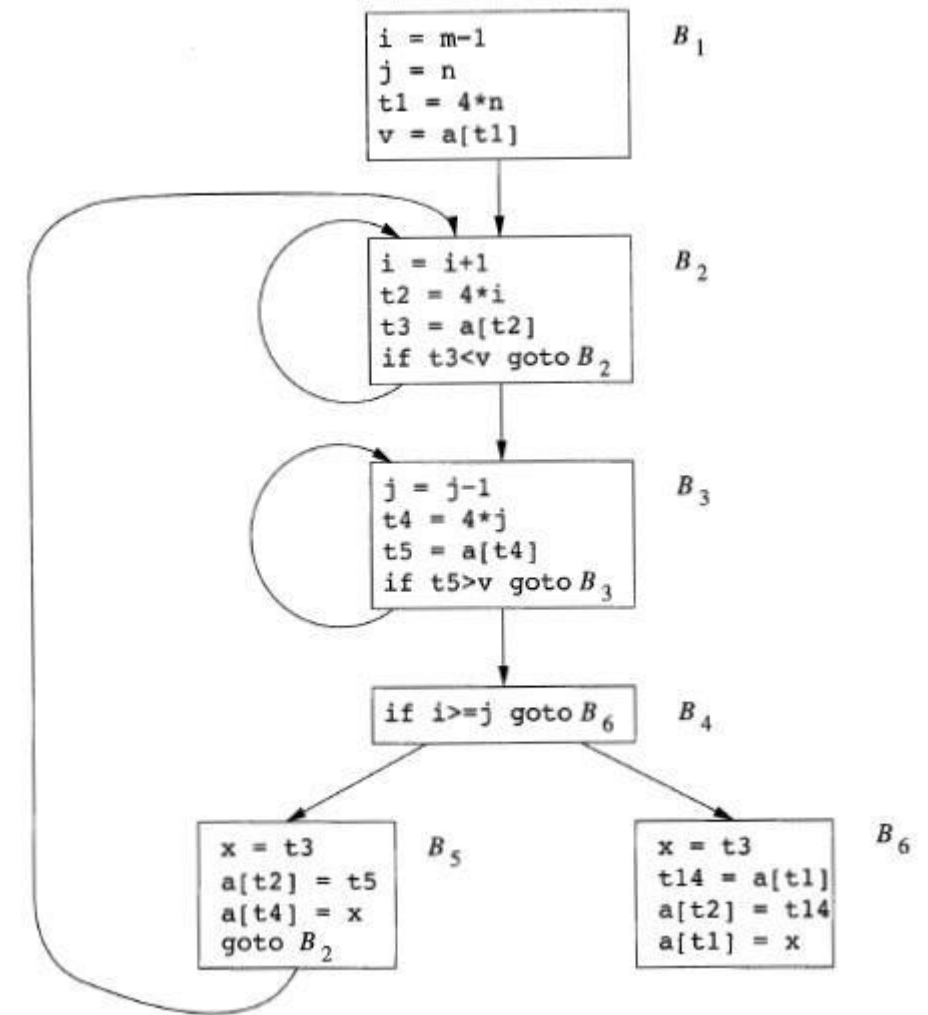 i = m-1
j = n
t1 = 4*n
v = a[t1]
B1
i = i+1
t2 = 4*i
t3 = a[t2]
if t3<v goto B2
B2
j = j-1
t4 = 4*j
t5 = a[t4]
if t5>v goto B3
B3
if i>=j goto B6
B4
x = t3
a[t2] = t5
a[t4] = x
goto B2
B5
x = t3
t14 = a[t1]
a[t2] = t14
a[t1] = x
B6